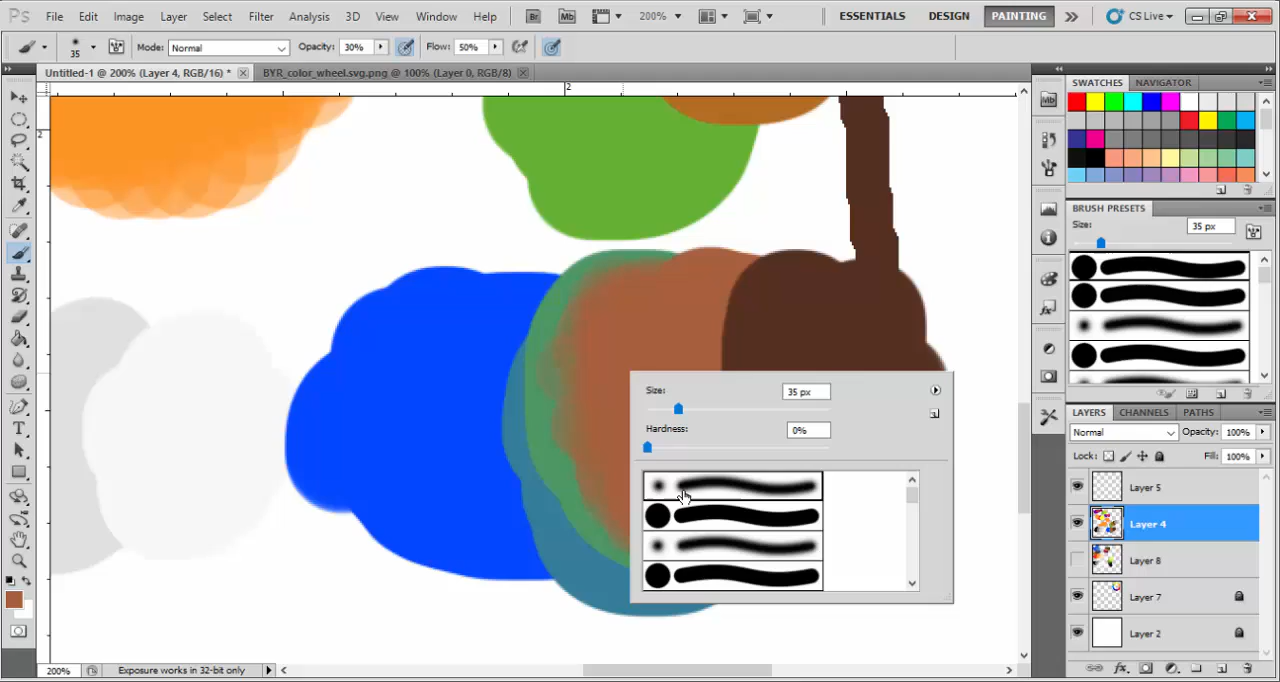 Ps File Edit Image Layer Select Filter Analysis 3D View Window Help Br Mb 200% ESSENTIALS DESIGN PAINTING CS Live
35 Mode: Normal Opacity: 30% Flow: 50%
Untitled-1 @ 200% (Layer 4, RGB/16) * BYR_color_wheel.svg.png @ 100% (Layer 0, RGB/8)
2
2
Mb
SWATCHES NAVIGATOR
BRUSH PRESETS
Size: 35 px
Size: 35 px
Hardness: 0%
LAYERS CHANNELS PATHS
Normal Opacity: 100%
Lock: Fill: 100%
Layer 5
Layer 4
Layer 8
Layer 7
Layer 2
200% Exposure works in 32-bit only